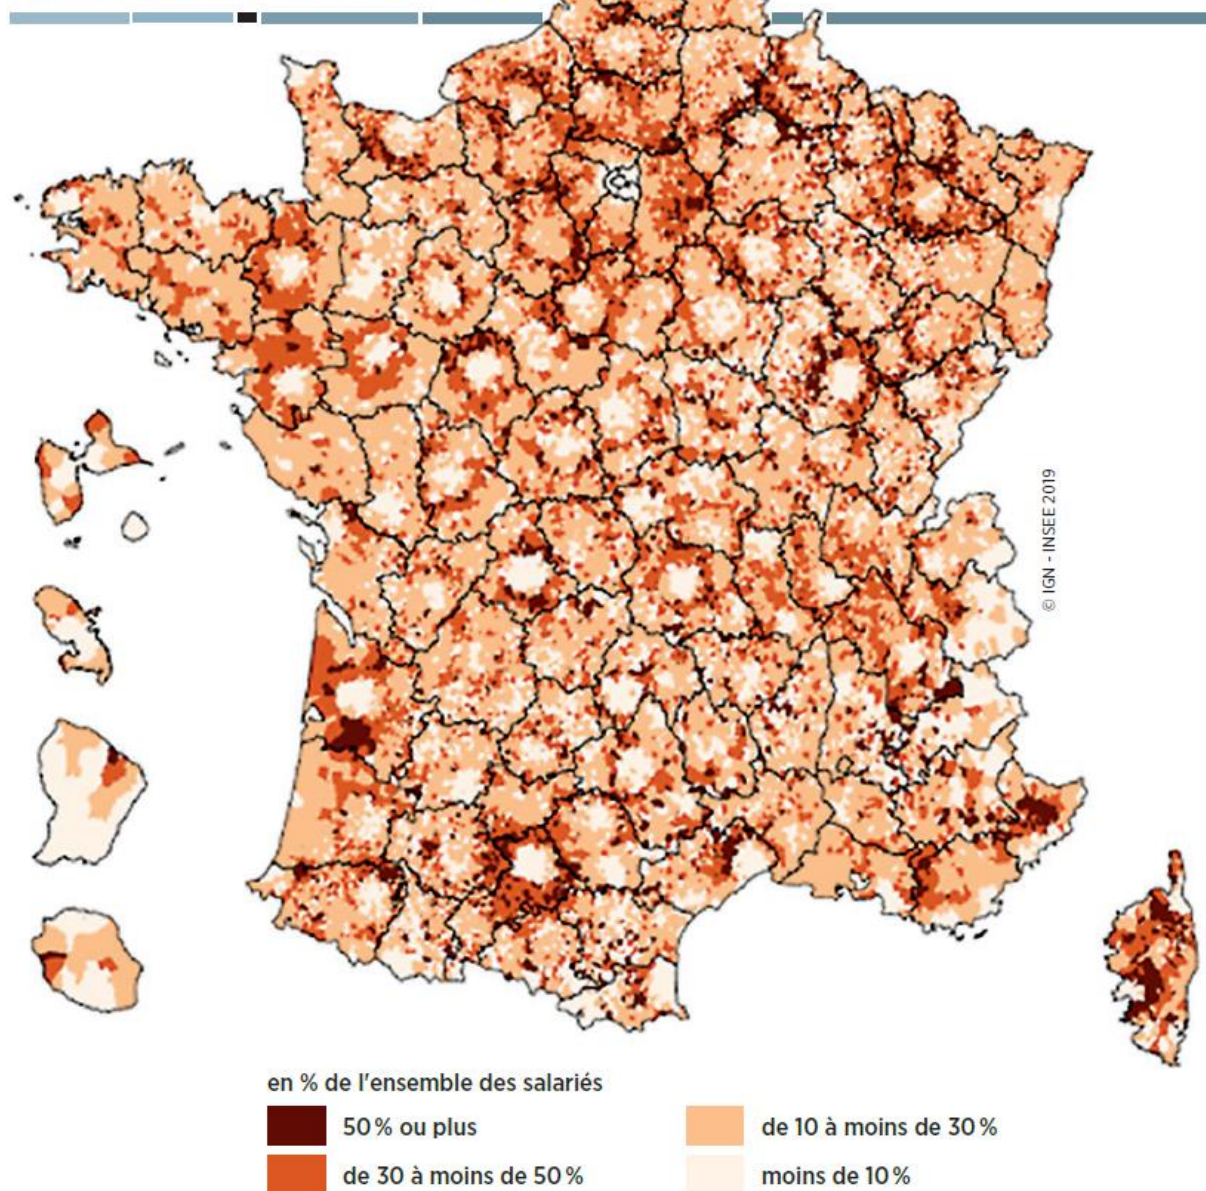 © IGN - INSEE 2019
en % de l'ensemble des salariés
50 % ou plus
de 10 à moins de 30 %
de 30 à moins de 50 %
moins de 10 %